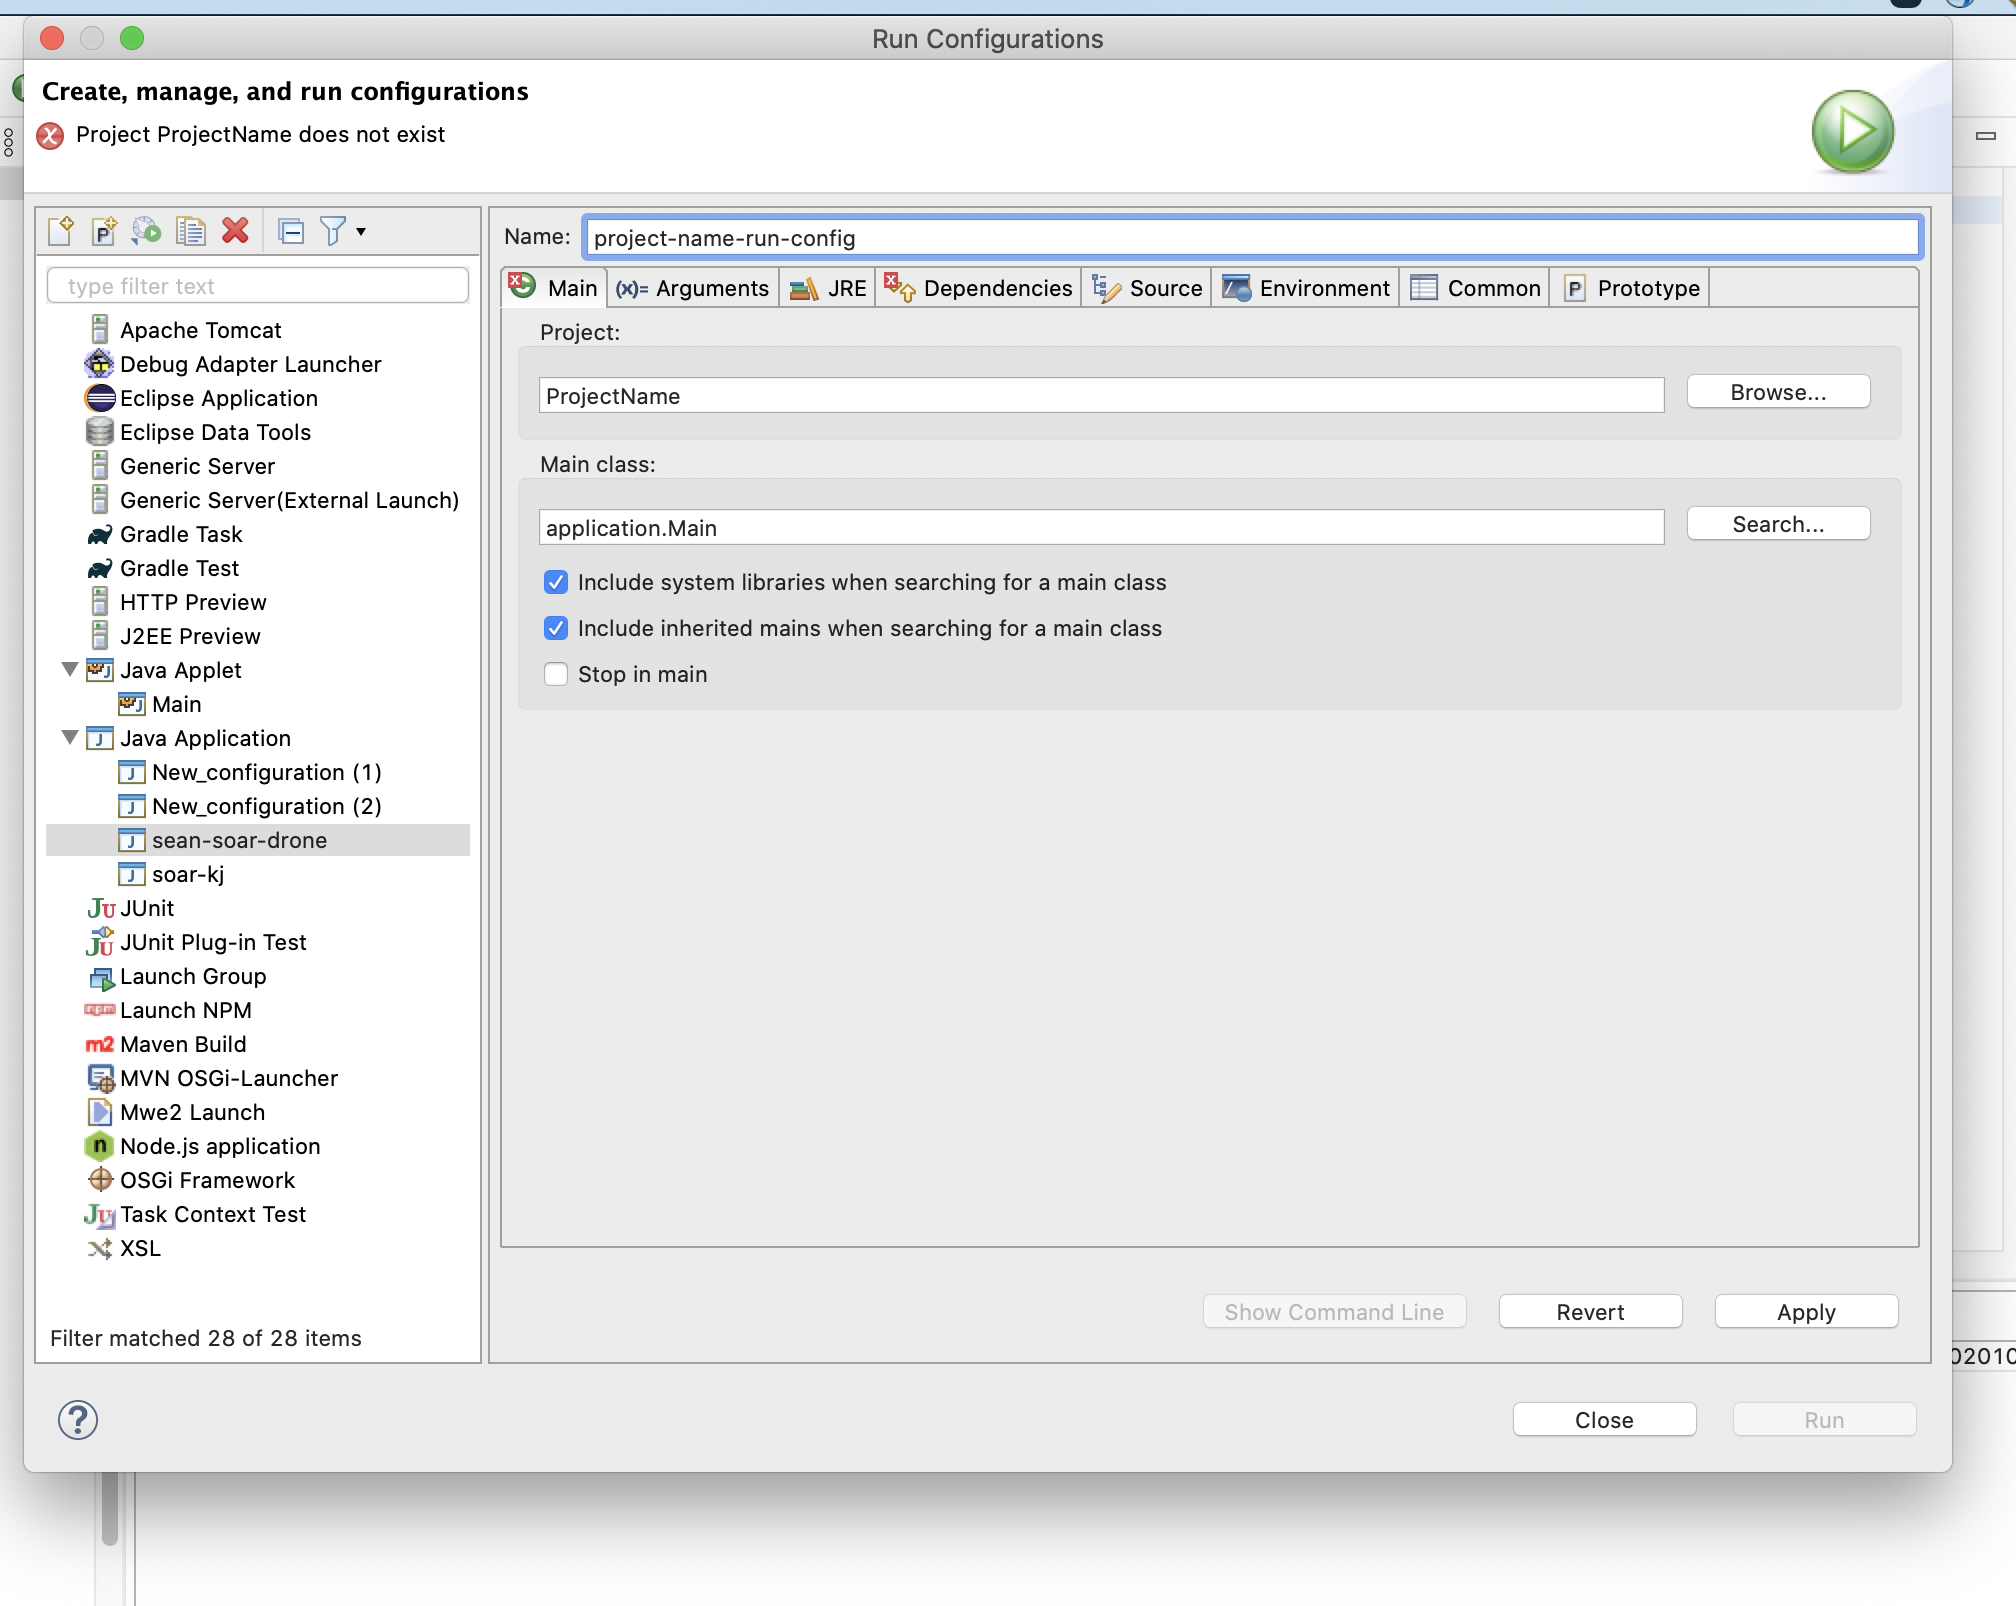 Run Configurations
Create, manage, and run configurations
Project ProjectName does not exist
type filter text
Apache Tomcat
Debug Adapter Launcher
Eclipse Application
Eclipse Data Tools
Generic Server
Generic Server(External Launch)
Gradle Task
Gradle Test
HTTP Preview
J2EE Preview
Java Applet
Main
Java Application
New_configuration (1)
New_configuration (2)
sean-soar-drone
soar-kj
JUnit
JUnit Plug-in Test
Launch Group
Launch NPM
Maven Build
MVN OSGi-Launcher
Mwe2 Launch
Node.js application
OSGi Framework
Task Context Test
XSL
Filter matched 28 of 28 items
Name: project-name-run-config
Main (x)= Arguments JRE Dependencies Source Environment Common Prototype
Project:
ProjectName Browse...
Main class:
application.Main Search...
Include system libraries when searching for a main class
Include inherited mains when searching for a main class
Stop in main
Show Command Line Revert Apply
02010
Close Run